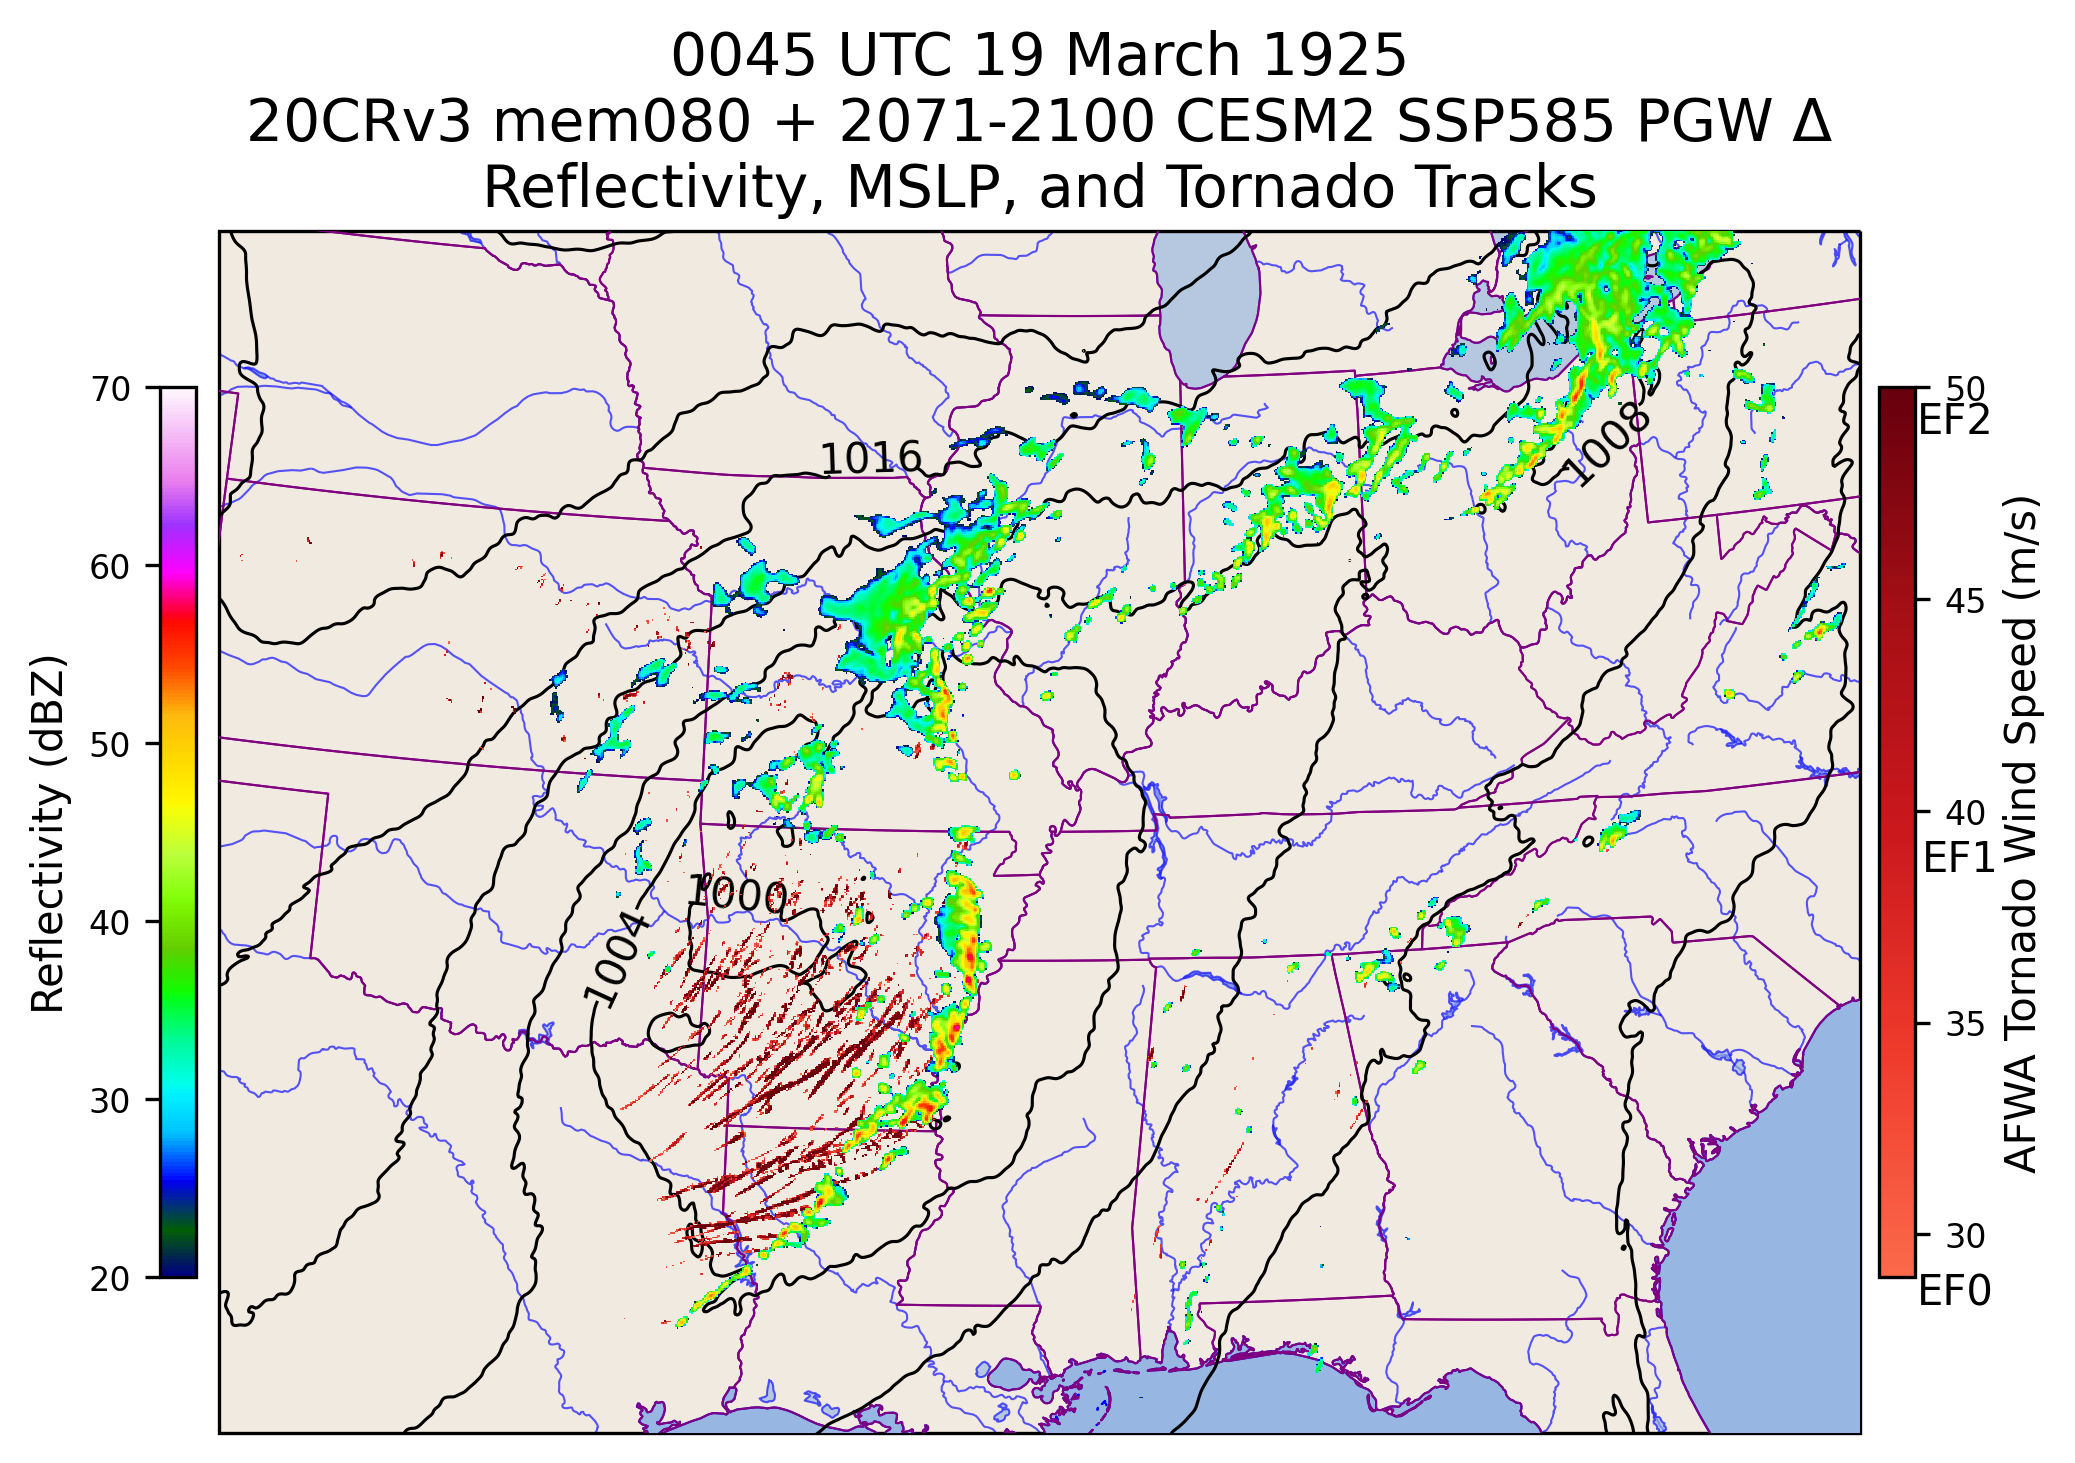 0045 UTC 19 March 1925
20CRv3 mem080 + 2071-2100 CESM2 SSP585 PGW Δ
Reflectivity, MSLP, and Tornado Tracks
70
60
50
40
30
20
Reflectivity (dBZ)
1016
1008
1000
1004
50
EF2
45
40
EF1
35
30
EF0
AFWA Tornado Wind Speed (m/s)